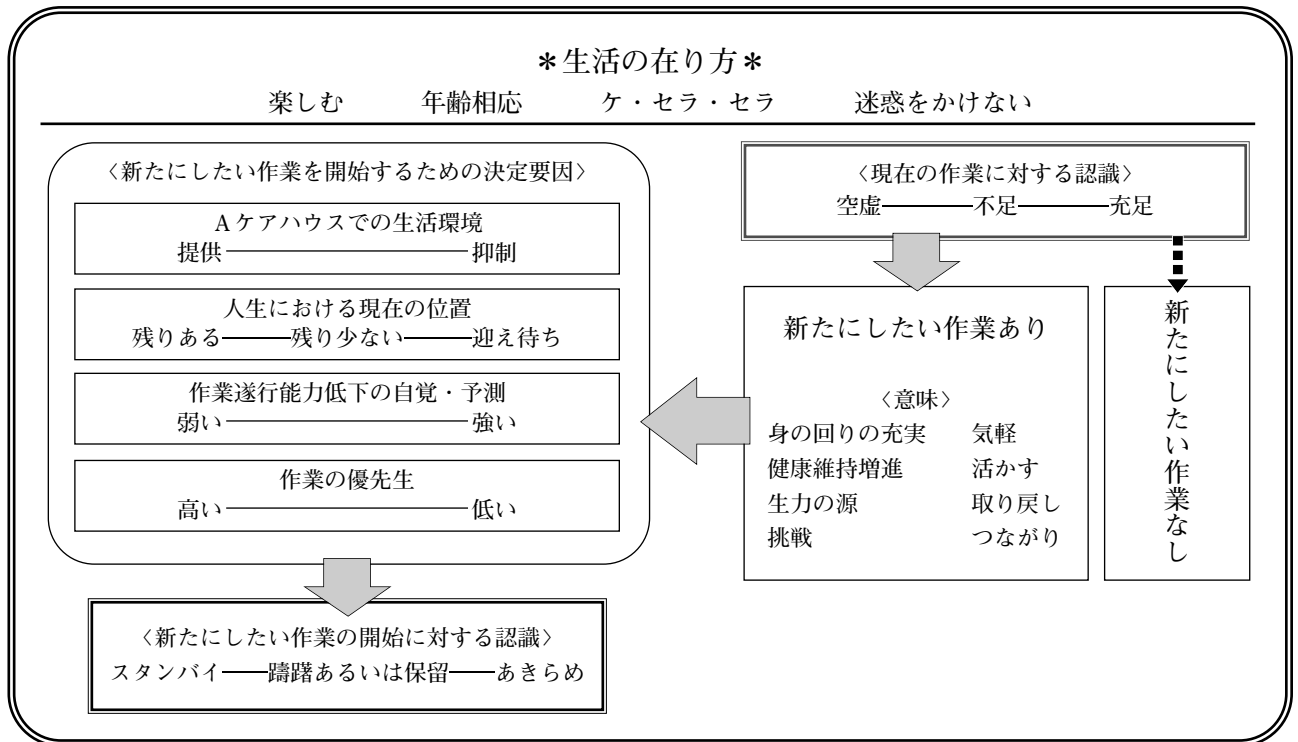 ＊生活の在り方＊
楽しむ 年齢相応 ケ・セラ・セラ 迷惑をかけない
〈新たにしたい作業を開始するための決定要因〉
Aケアハウスでの生活環境
提供―――抑制
人生における現在の位置
残りある――残り少ない――迎え待ち
作業遂行能力低下の自覚・予測
弱い―――強い
作業の優先生
高い―――低い
〈新たにしたい作業の開始に対する認識〉
スタンバイ――躊躇あるいは保留――あきらめ
〈現在の作業に対する認識〉
空虚――不足――充足
新たにしたい作業あり
〈意味〉
身の回りの充実 気軽
健康維持増進 活かす
生力の源 取り戻し
挑戦 つながり
新たにしたい作業なし